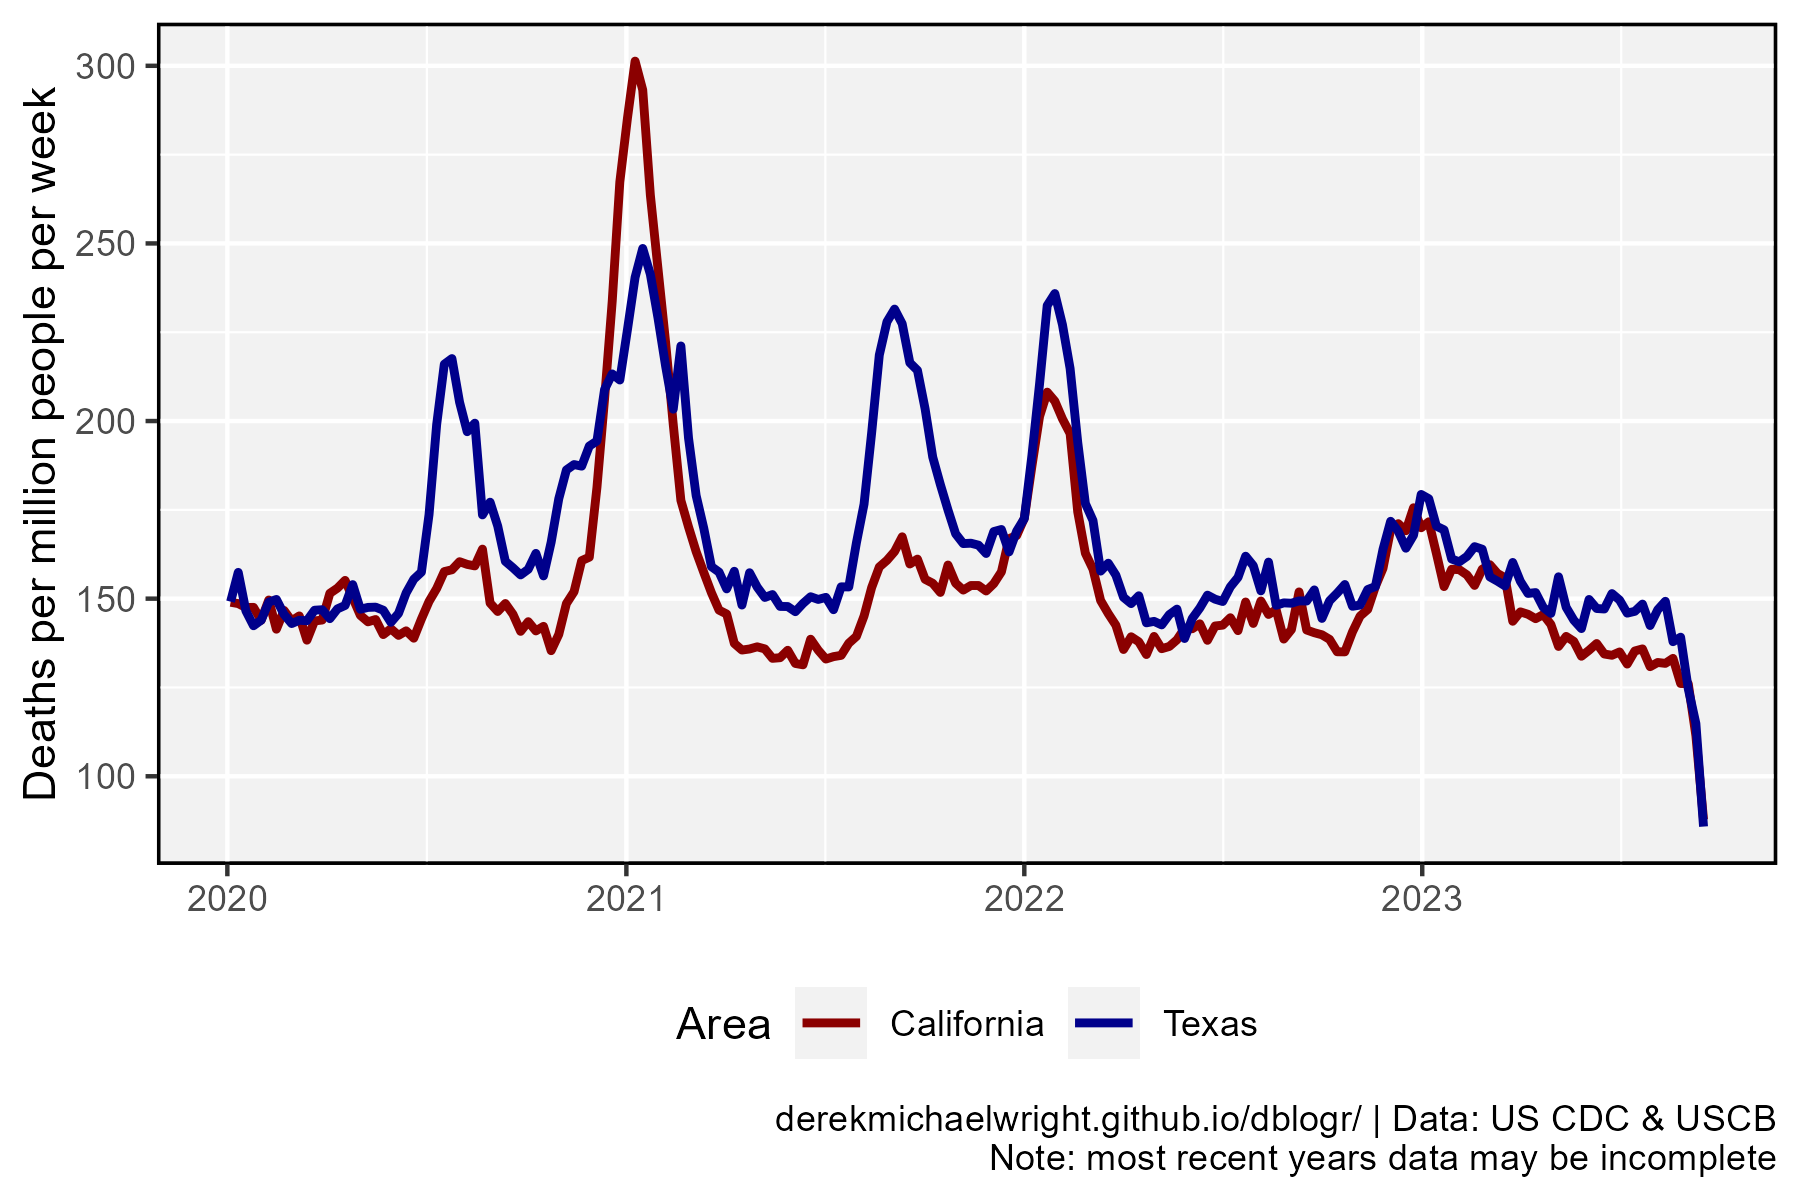 Deaths per million people per week
300
250
200
150
100
2020
2021
2022
2023
Area
California
Texas
derekmichaelwright.github.io/dblogr/ | Data: US CDC & USCB
Note: most recent years data may be incomplete